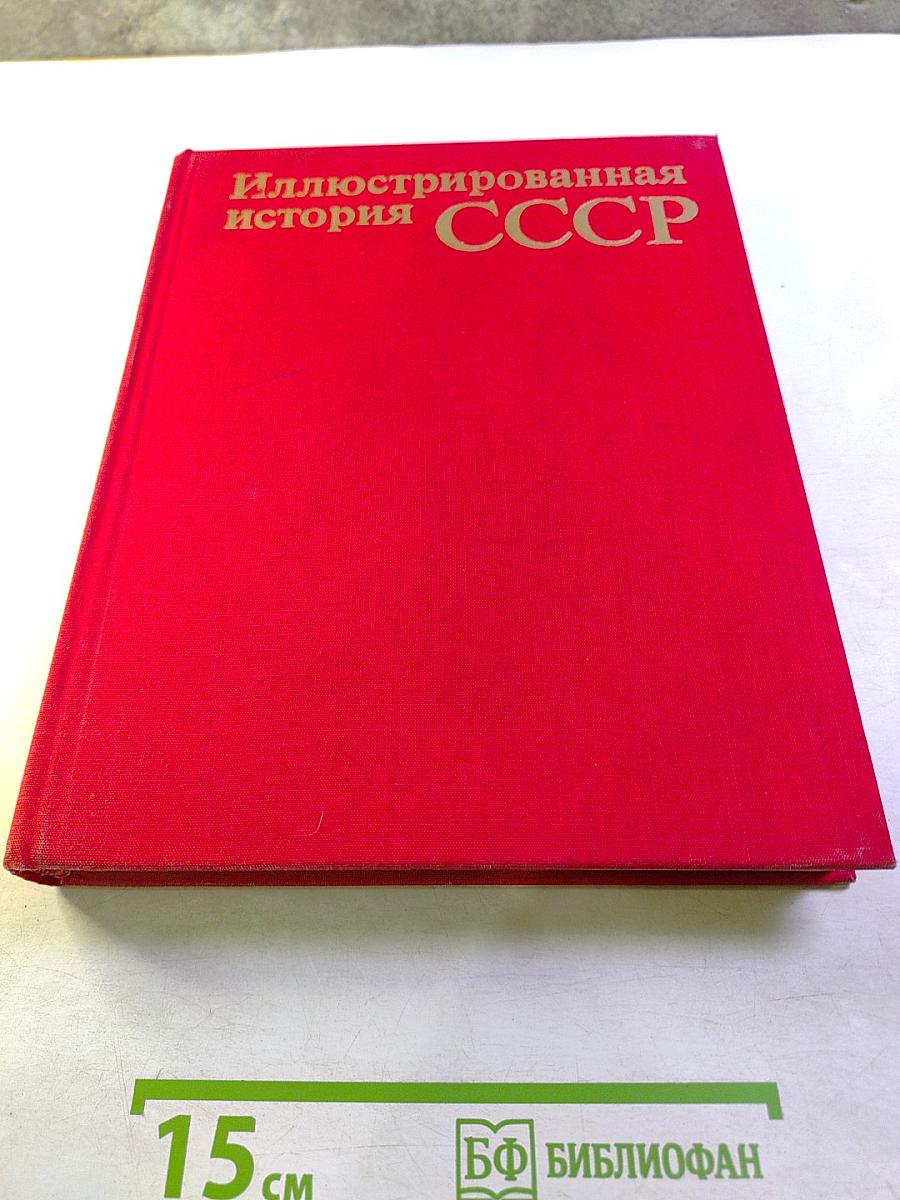 Иллюстрированная
история СССР
15 см БФ БИБЛИОФАН